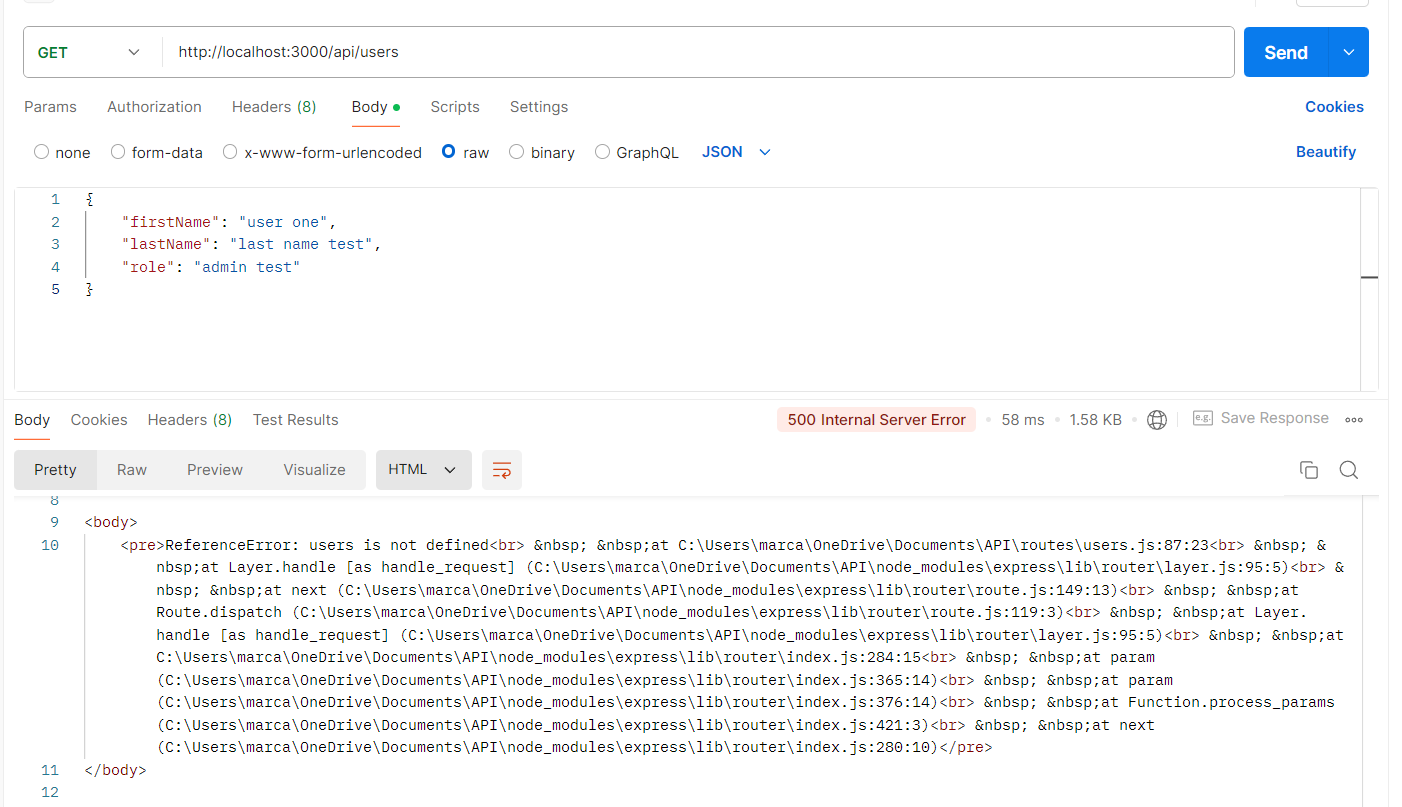 GET http://localhost:3000/api/users Send
Params Authorization Headers (8) Body Scripts Settings Cookies
none form-data x-www-form-urlencoded raw binary GraphQL JSON Beautify
1 {
2 "firstName": "user one",
3 "lastName": "last name test",
4 "role": "admin test"
5 }
Body Cookies Headers (8) Test Results 500 Internal Server Error 58 ms 1.58 KB e.g. Save Response
Pretty Raw Preview Visualize HTML
8
9 <body>
10 <pre>ReferenceError: users is not defined<br> &nbsp; &nbsp;at C:\Users\marca\OneDrive\Documents\API\routes\users.js:87:23<br> &nbsp; &
nbsp;at Layer.handle [as handle_request] (C:\Users\marca\OneDrive\Documents\API\node_modules\express\lib\router\layer.js:95:5)<br> &
nbsp; &nbsp;at next (C:\Users\marca\OneDrive\Documents\API\node_modules\express\lib\router\route.js:149:13)<br> &nbsp; &nbsp;at
Route.dispatch (C:\Users\marca\OneDrive\Documents\API\node_modules\express\lib\router\route.js:119:3)<br> &nbsp; &nbsp;at Layer.
handle [as handle_request] (C:\Users\marca\OneDrive\Documents\API\node_modules\express\lib\router\layer.js:95:5)<br> &nbsp; &nbsp;at
C:\Users\marca\OneDrive\Documents\API\node_modules\express\lib\router\index.js:284:15<br> &nbsp; &nbsp;at param
(C:\Users\marca\OneDrive\Documents\API\node_modules\express\lib\router\index.js:365:14)<br> &nbsp; &nbsp;at param
(C:\Users\marca\OneDrive\Documents\API\node_modules\express\lib\router\index.js:376:14)<br> &nbsp; &nbsp;at Function.process_params
(C:\Users\marca\OneDrive\Documents\API\node_modules\express\lib\router\index.js:421:3)<br> &nbsp; &nbsp;at next
(C:\Users\marca\OneDrive\Documents\API\node_modules\express\lib\router\index.js:280:10)</pre>
11 </body>
12